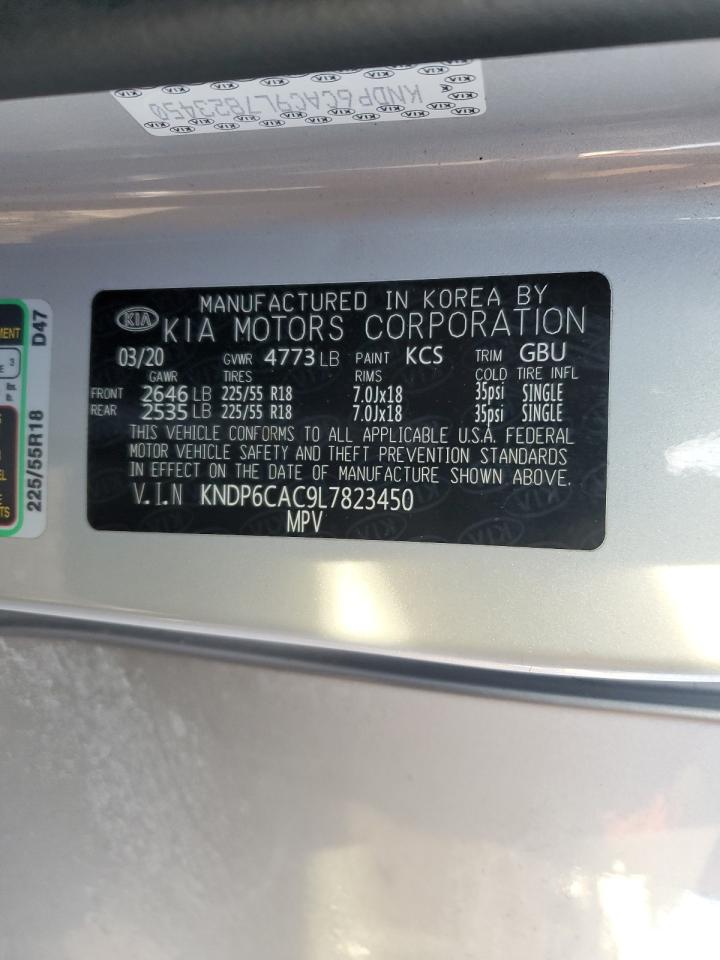 KNDP6CAC9L7823450
MANUFACTURED IN KOREA BY
KIA KIA MOTORS CORPORATION
03/20 GVWR 4773 LB PAINT KCS TRIM GBU
GAWR TIRES RIMS COLD TIRE INFL
FRONT 2646 LB 225/55 R18 7.0Jx18 35psi SINGLE
REAR 2535 LB 225/55 R18 7.0Jx18 35psi SINGLE
THIS VEHICLE CONFORMS TO ALL APPLICABLE U.S.A. FEDERAL
MOTOR VEHICLE SAFETY AND THEFT PREVENTION STANDARDS
IN EFFECT ON THE DATE OF MANUFACTURE SHOWN ABOVE.
V.I.N KNDP6CAC9L7823450
MPV
225/55R18 D47